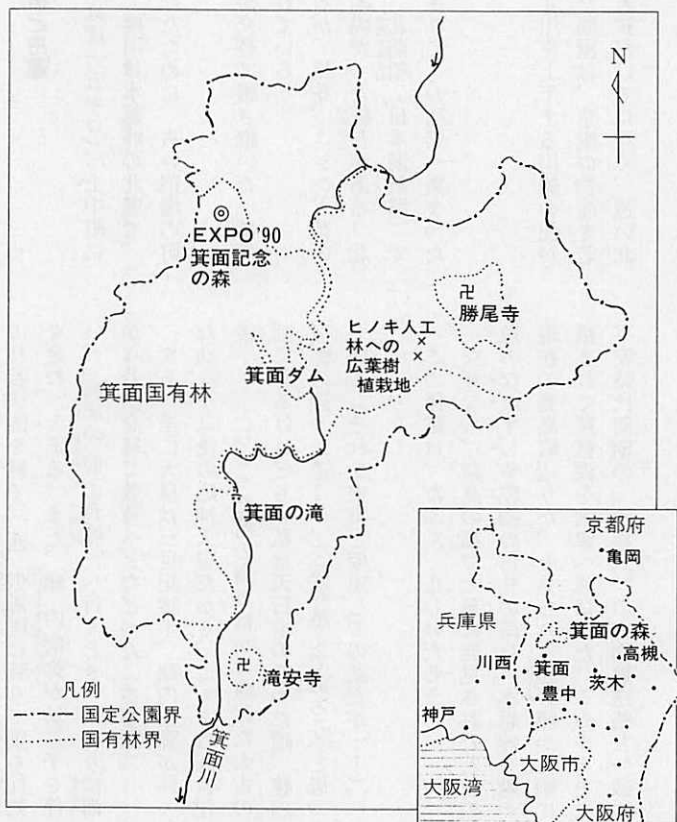 N
EXPO '90
箕面記念
の森
卍
勝尾寺
ヒノキ人工
林への
広葉樹
植栽地
箕面ダム
箕面国有林
箕面の滝
卍
滝安寺
箕面川
凡例
国定公園界
国有林界
京都府
亀岡
兵庫県
箕面の森
高槻
川西
箕面
茨木
豊中
神戸
大阪市
大阪湾
大阪府